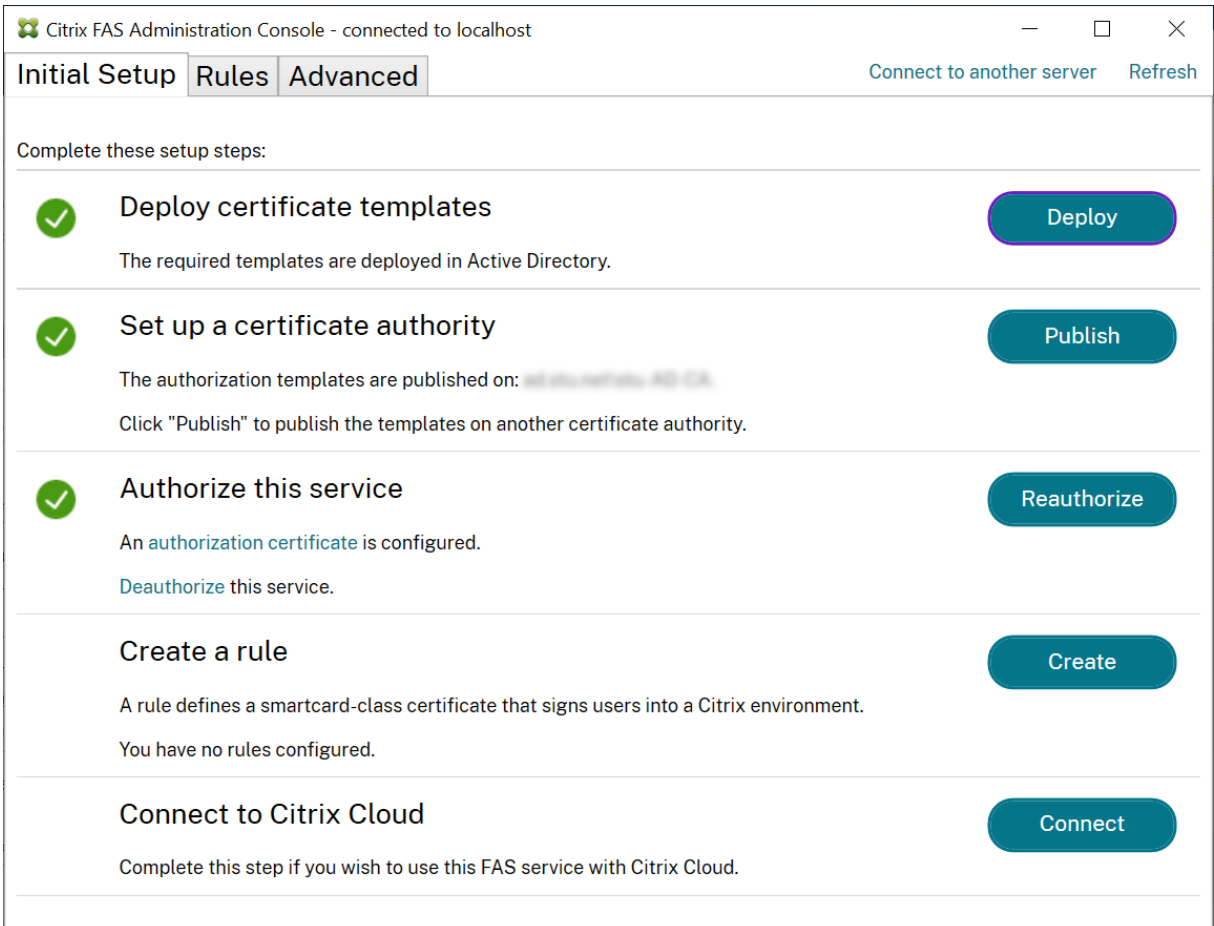 Citrix FAS Administration Console - connected to localhost
Initial Setup Rules Advanced Connect to another server Refresh
Complete these setup steps:
Deploy certificate templates Deploy
The required templates are deployed in Active Directory.
Set up a certificate authority Publish
The authorization templates are published on:
Click "Publish" to publish the templates on another certificate authority.
Authorize this service Reauthorize
An authorization certificate is configured.
Deauthorize this service.
Create a rule Create
A rule defines a smartcard-class certificate that signs users into a Citrix environment.
You have no rules configured.
Connect to Citrix Cloud Connect
Complete this step if you wish to use this FAS service with Citrix Cloud.